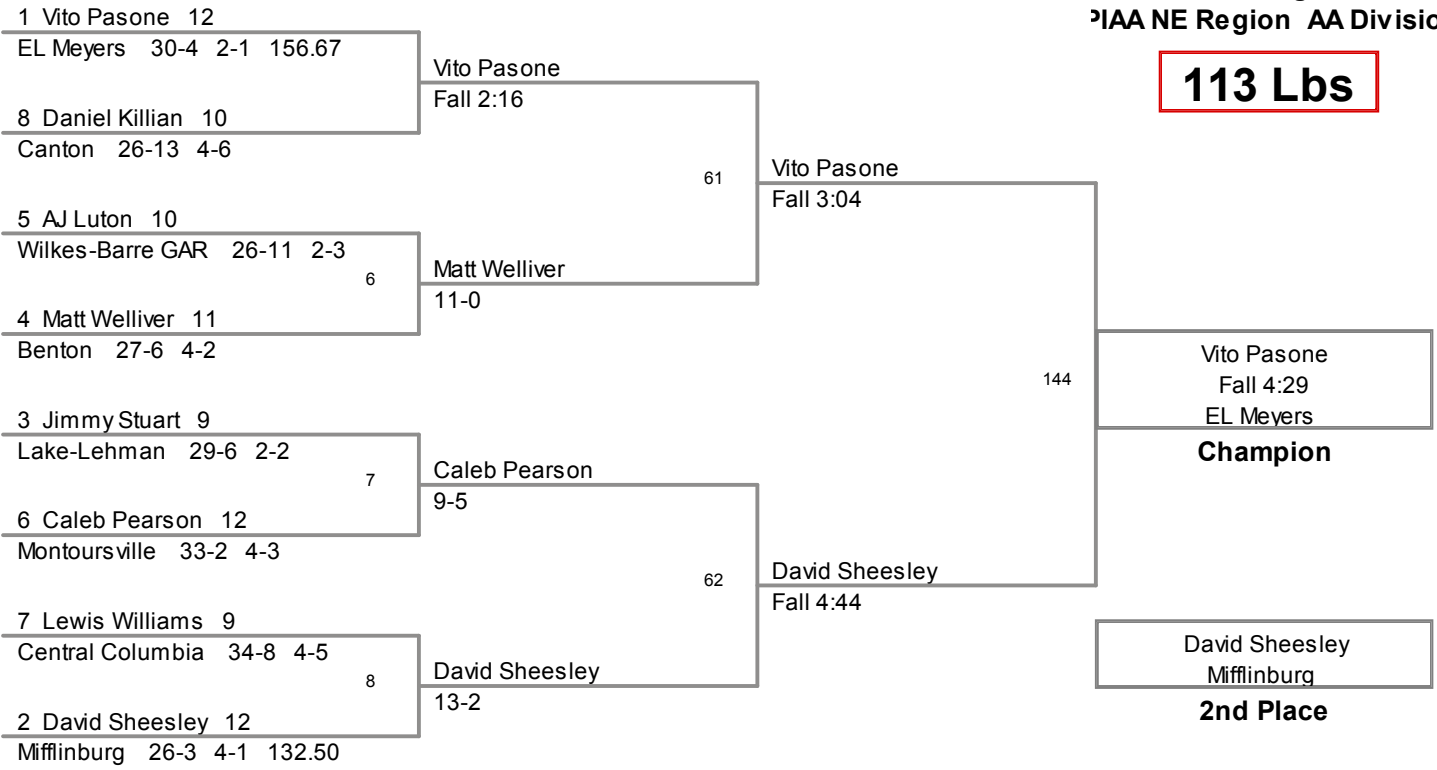 1 Vito Pasone 12
EL Meyers 30-4 2-1 156.67
8 Daniel Killian 10
Canton 26-13 4-6
5 AJ Luton 10
Wilkes-Barre GAR 26-11 2-3
6
4 Matt Welliver 11
Benton 27-6 4-2
3 Jimmy Stuart 9
Lake-Lehman 29-6 2-2
7
6 Caleb Pearson 12
Montoursville 33-2 4-3
7 Lewis Williams 9
Central Columbia 34-8 4-5
8
2 David Sheesley 12
Mifflinburg 26-3 4-1 132.50
Vito Pasone
Fall 2:16
61
Matt Welliver
11-0
Caleb Pearson
9-5
62
David Sheesley
13-2
Vito Pasone
Fall 3:04
144
David Sheesley
Fall 4:44
PIAA NE Region AA Divisio
113 Lbs
Vito Pasone
Fall 4:29
EL Meyers
Champion
David Sheesley
Mifflinburg
2nd Place